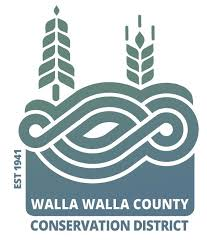 EST 1941
WALLA WALLA COUNTY
CONSERVATION DISTRICT